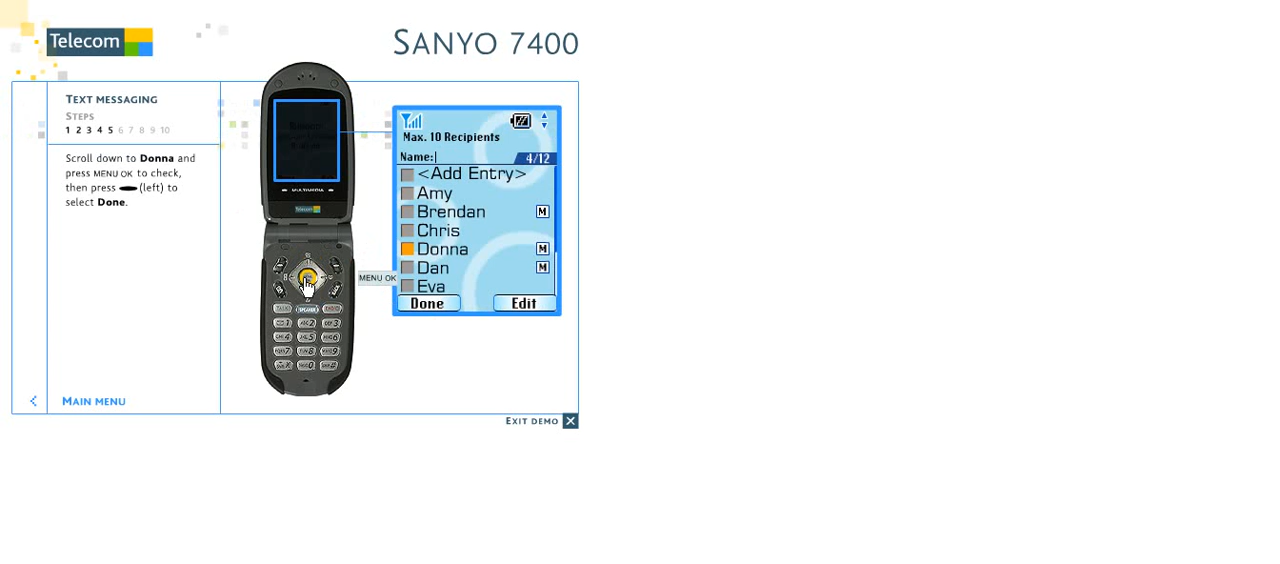 Telecom
SANYO 7400
TEXT MESSAGING
STEPS
1 2 3 4 5 6 7 8 9 10
Scroll down to Donna and
press MENU OK to check,
then press (left) to
select Done.
MAIN MENU
MENU OK
Max. 10 Recipients
Name:
4/12
<Add Entry>
Amy
Brendan M
Chris
Donna M
Dan M
Eva
Done Edit
EXIT DEMO